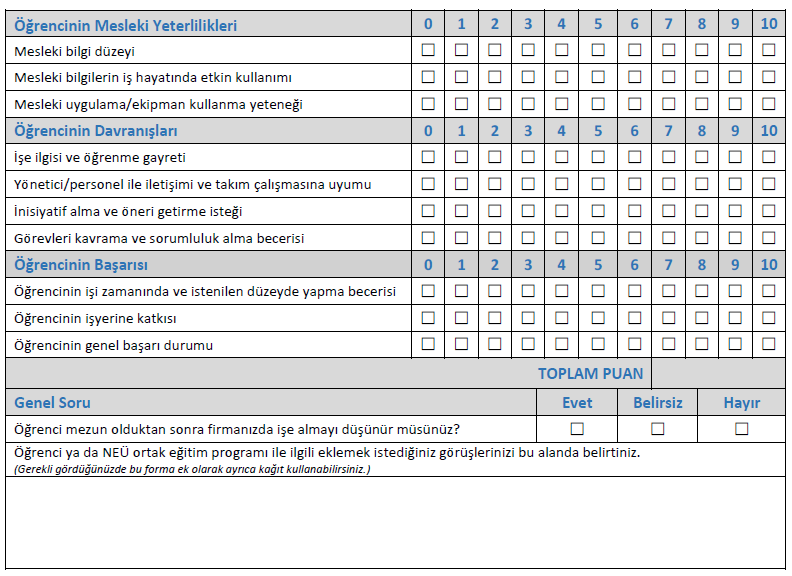 Öğrencinin Mesleki Yeterlilikleri 0 1 2 3 4 5 6 7 8 9 10
Mesleki bilgi düzeyi
Mesleki bilgilerin iş hayatında etkin kullanımı
Mesleki uygulama/ekipman kullanma yeteneği
Öğrencinin Davranışları 0 1 2 3 4 5 6 7 8 9 10
İşe ilgisi ve öğrenme gayreti
Yönetici/personel ile iletişimi ve takım çalışmasına uyumu
İnisiyatif alma ve öneri getirme isteği
Görevleri kavrama ve sorumluluk alma becerisi
Öğrencinin Başarısı 0 1 2 3 4 5 6 7 8 9 10
Öğrencinin işi zamanında ve istenilen düzeyde yapma becerisi
Öğrencinin işyerine katkısı
Öğrencinin genel başarı durumu
TOPLAM PUAN
Genel Soru Evet Belirsiz Hayır
Öğrenci mezun olduktan sonra firmanızda işe almayı düşünür müsünüz?
Öğrenci ya da NEÜ ortak eğitim programı ile ilgili eklemek istediğiniz görüşlerinizi bu alanda belirtiniz.
(Gerekli gördüğünüzde bu forma ek olarak ayrıca kağıt kullanabilirsiniz.)